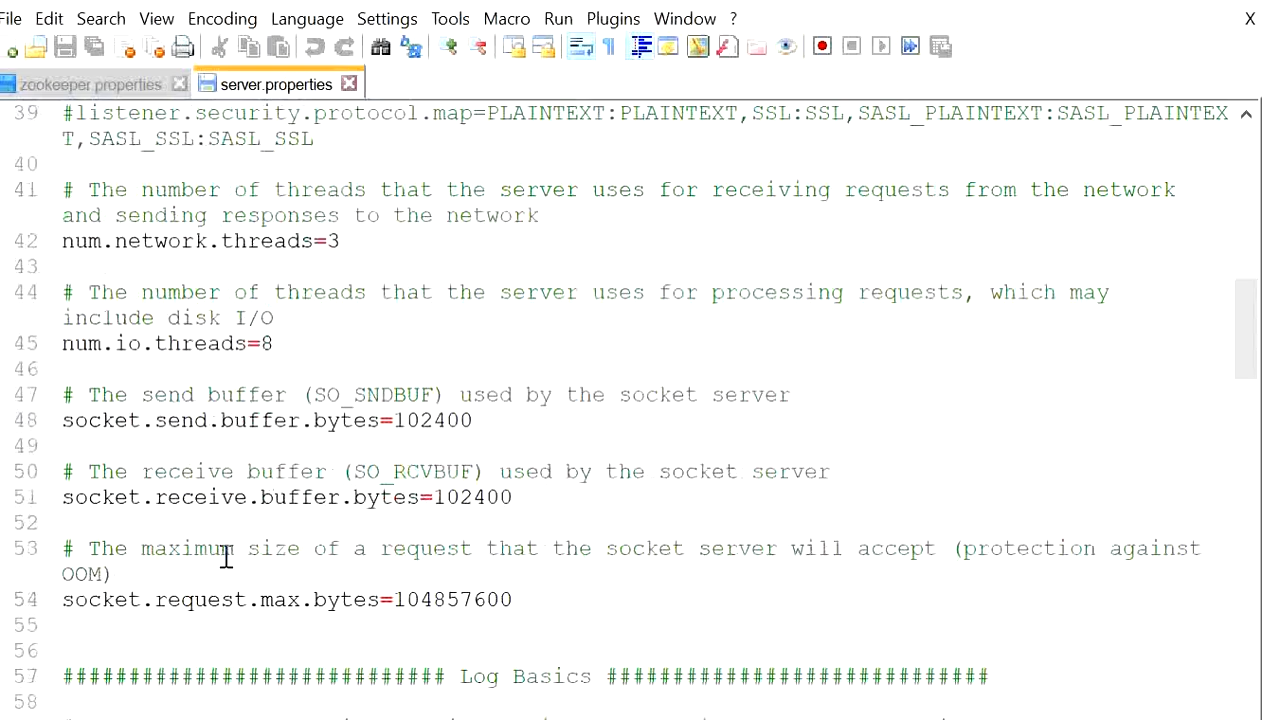 File Edit Search View Encoding Language Settings Tools Macro Run Plugins Window ? X
zookeeper.properties server.properties
39 #listener.security.protocol.map=PLAINTEXT:PLAINTEXT,SSL:SSL,SASL_PLAINTEXT:SASL_PLAINTEX
T,SASL_SSL:SASL_SSL
40
41 # The number of threads that the server uses for receiving requests from the network
and sending responses to the network
42 num.network.threads=3
43
44 # The number of threads that the server uses for processing requests, which may
include disk I/O
45 num.io.threads=8
46
47 # The send buffer (SO_SNDBUF) used by the socket server
48 socket.send.buffer.bytes=102400
49
50 # The receive buffer (SO_RCVBUF) used by the socket server
51 socket.receive.buffer.bytes=102400
52
53 # The maximum size of a request that the socket server will accept (protection against
OOM)
54 socket.request.max.bytes=104857600
55
56
57 ############################# Log Basics #############################
58